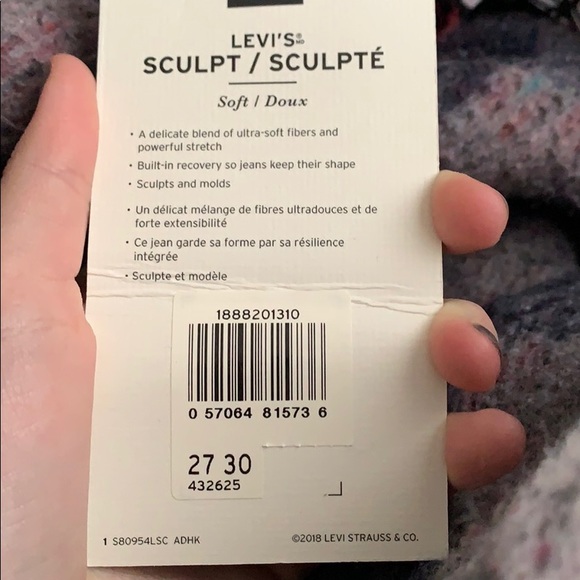 LEVI'S® MD
SCULPT / SCULPTÉ
Soft / Doux
• A delicate blend of ultra-soft fibers and
powerful stretch
• Built-in recovery so jeans keep their shape
• Sculpts and molds
• Un délicat mélange de fibres ultradouces et de
forte extensibilité
• Ce jean garde sa forme par sa résilience
intégrée
• Sculpte et modèle
1888201310
0 57064 81573 6
27 30
432625
1 S80954LSC ADHK ©2018 LEVI STRAUSS & CO.